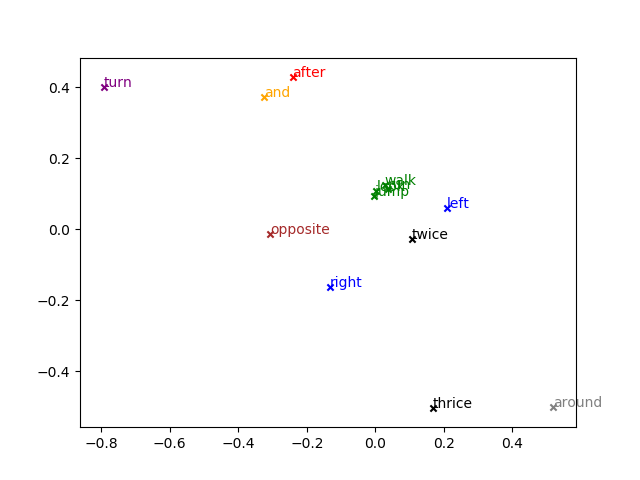 turn
after
and
walk
left
opposite
twice
right
thrice
around
0.4
0.2
0.0
−0.2
−0.4
−0.8
−0.6
−0.4
−0.2
0.0
0.2
0.4